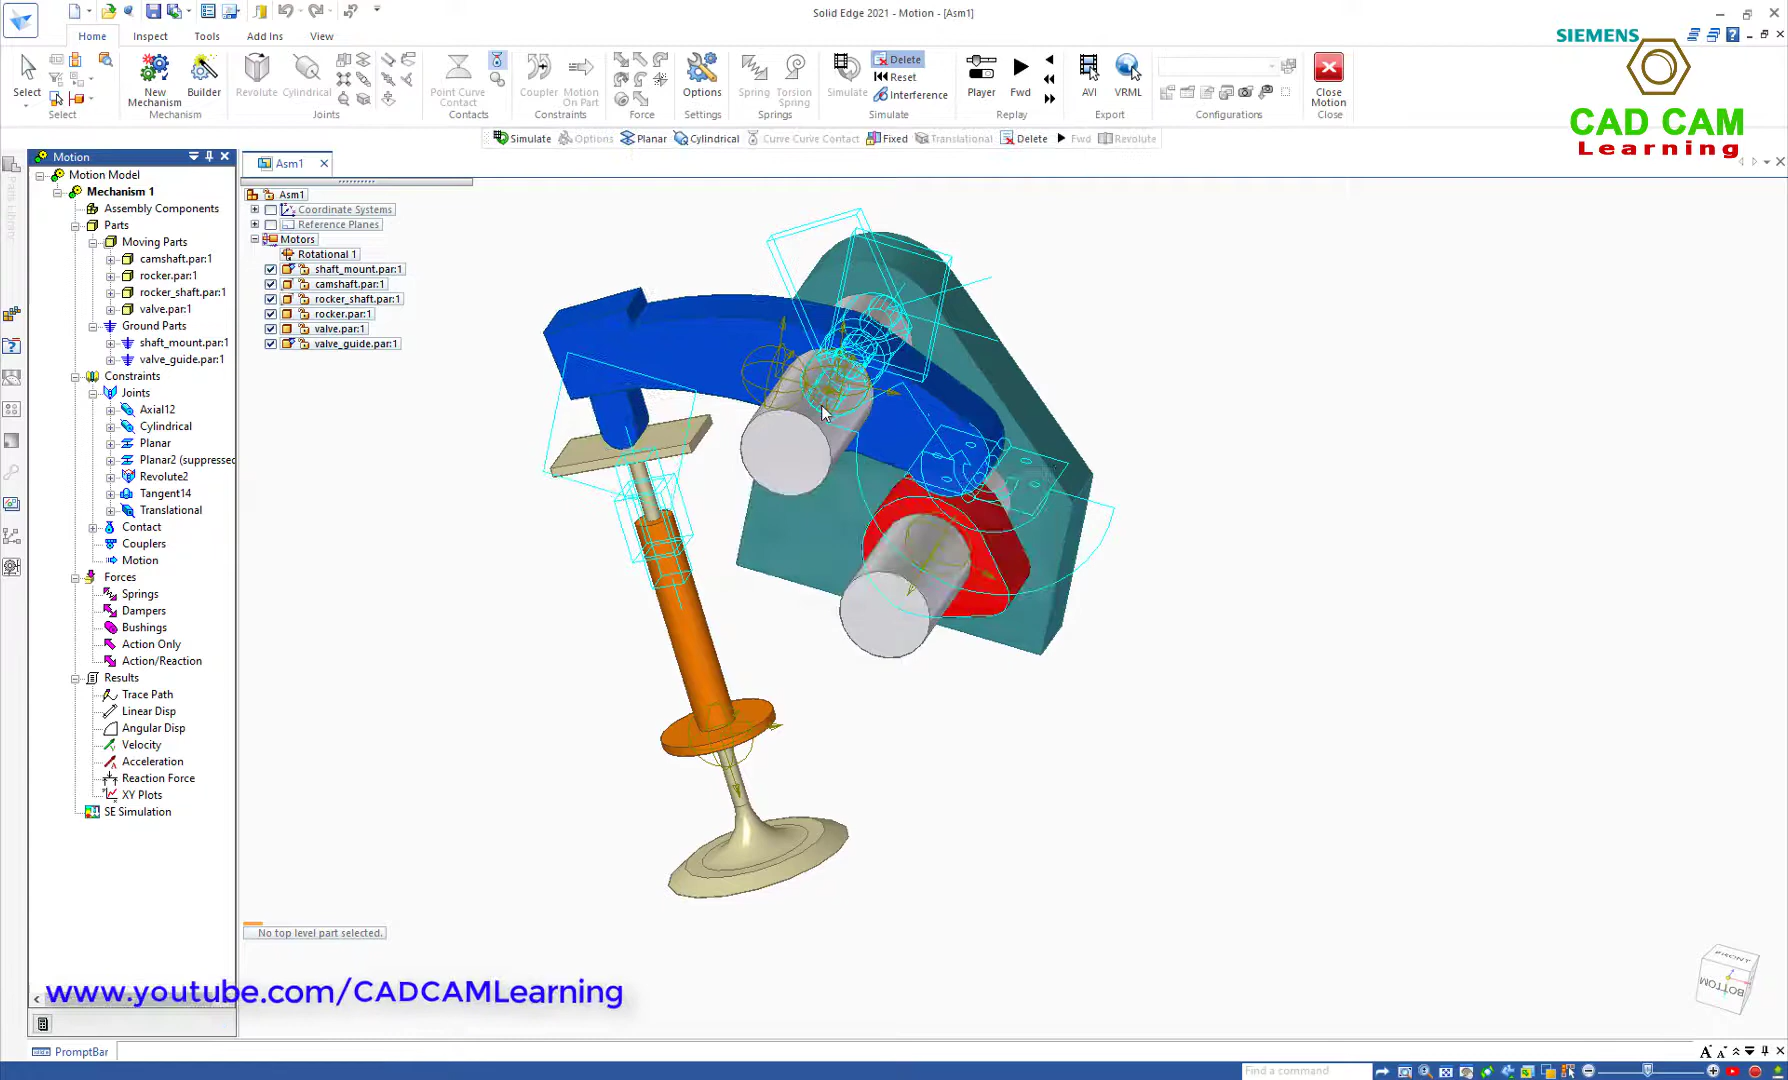 Solid Edge 2021 - Motion - [Asm1]
Home
Inspect
Tools
Add Ins
View
SIEMENS
CAD CAM
Learning
Select
New
Mechanism
Builder
Revolute
Cylindrical
Point Curve
Contact
Coupler
Motion
On Part
Options
Spring
Torsion
Spring
Simulate
Delete
Reset
Interference
Player
Fwd
AVI
VRML
Close
Motion
Select
Mechanism
Joints
Contacts
Constraints
Force
Settings
Springs
Simulate
Replay
Export
Configurations
Close
Simulate
Options
Planar
Cylindrical
Curve-Curve Contact
Fixed
Translational
Delete
Fwd
Revolute
Motion
Asm1
Parts Library
Motion Model
Mechanism 1
Assembly Components
Parts
Moving Parts
camshaft.par:1
rocker.par:1
rocker_shaft.par:1
valve.par:1
Ground Parts
shaft_mount.par:1
valve_guide.par:1
Constraints
Joints
Axial12
Cylindrical
Planar
Planar2 (suppressed
Revolute2
Tangent14
Translational
Contact
Couplers
Motion
Forces
Springs
Dampers
Bushings
Action Only
Action/Reaction
Results
Trace Path
Linear Disp
Angular Disp
Velocity
Acceleration
Reaction Force
XY Plots
SE Simulation
Asm1
Coordinate Systems
Reference Planes
Motors
Rotational 1
shaft_mount.par:1
camshaft.par:1
rocker_shaft.par:1
rocker.par:1
valve.par:1
valve_guide.par:1
No top level part selected.
FRONT
BOTTOM
www.youtube.com/CADCAMLearning
PromptBar
Find a command